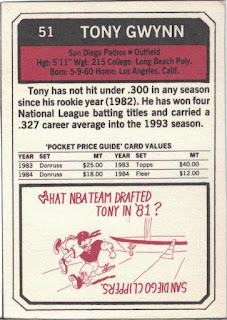 51 TONY GWYNN
San Diego Padres • Outfield
Hgt: 5'11" Wgt. 215 College: Long Beach Poly.
Born: 5-9-60 Home: Los Angeles, Calif.
Tony has not hit under .300 in any season
since his rookie year (1982). He has won four
National League batting titles and carried a
.327 career average into the 1993 season.
'POCKET PRICE GUIDE' CARD VALUES
YEAR SET MT YEAR SET MT
1983 Donruss $25.00 1983 Topps $40.00
1984 Donruss $18.00 1984 Fleer $12.00
WHAT NBA TEAM DRAFTED
TONY IN '81?
SAN DIEGO CLIPPERS.